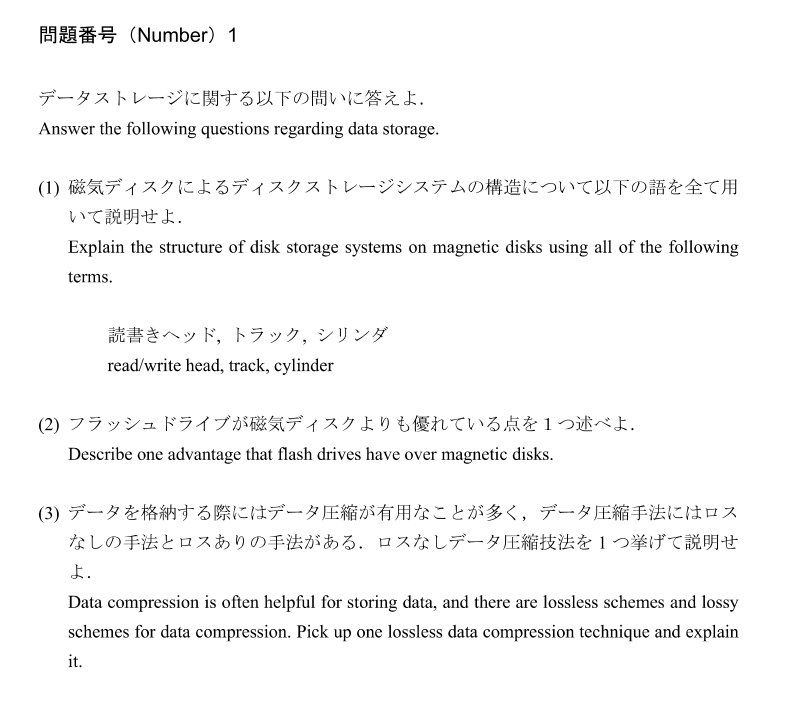 問題番号（Number）1
データストレージに関する以下の問いに答えよ．
Answer the following questions regarding data storage.
(1) 磁気ディスクによるディスクストレージシステムの構造について以下の語を全て用
いて説明せよ．
Explain the structure of disk storage systems on magnetic disks using all of the following
terms.
読書きヘッド, トラック, シリンダ
read/write head, track, cylinder
(2) フラッシュドライブが磁気ディスクよりも優れている点を 1 つ述べよ．
Describe one advantage that flash drives have over magnetic disks.
(3) データを格納する際にはデータ圧縮が有用なことが多く，データ圧縮手法にはロス
なしの手法とロスありの手法がある．ロスなしデータ圧縮技法を 1 つ挙げて説明せ
よ．
Data compression is often helpful for storing data, and there are lossless schemes and lossy
schemes for data compression. Pick up one lossless data compression technique and explain
it.